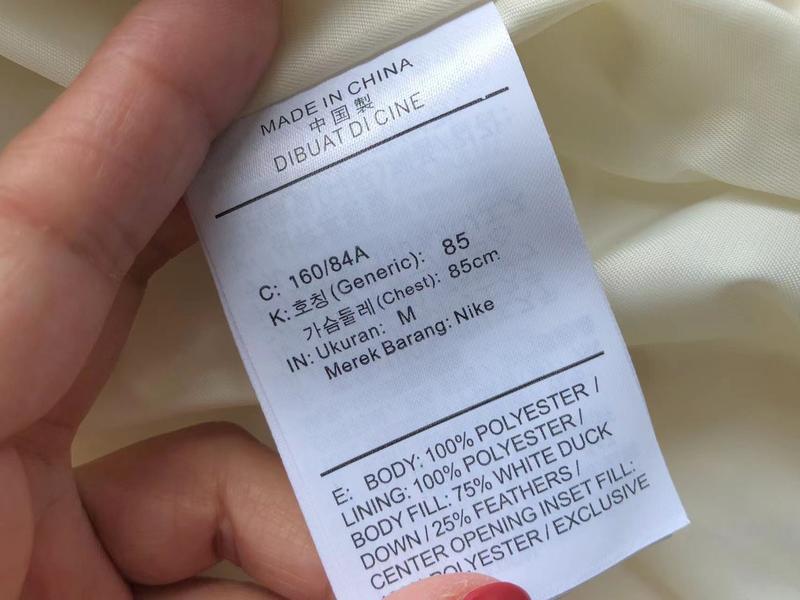 MADE IN CHINA
中国製
DIBUAT DI CINE
C: 160/84A
K: 호칭 (Generic): 85
가슴둘레 (Chest): 85cm
IN: Ukuran: M
Merek Barang: Nike
E: BODY: 100% POLYESTER /
LINING: 100% POLYESTER /
BODY FILL: 75% WHITE DUCK
DOWN / 25% FEATHERS /
CENTER OPENING INSET FILL:
POLYESTER / EXCLUSIVE